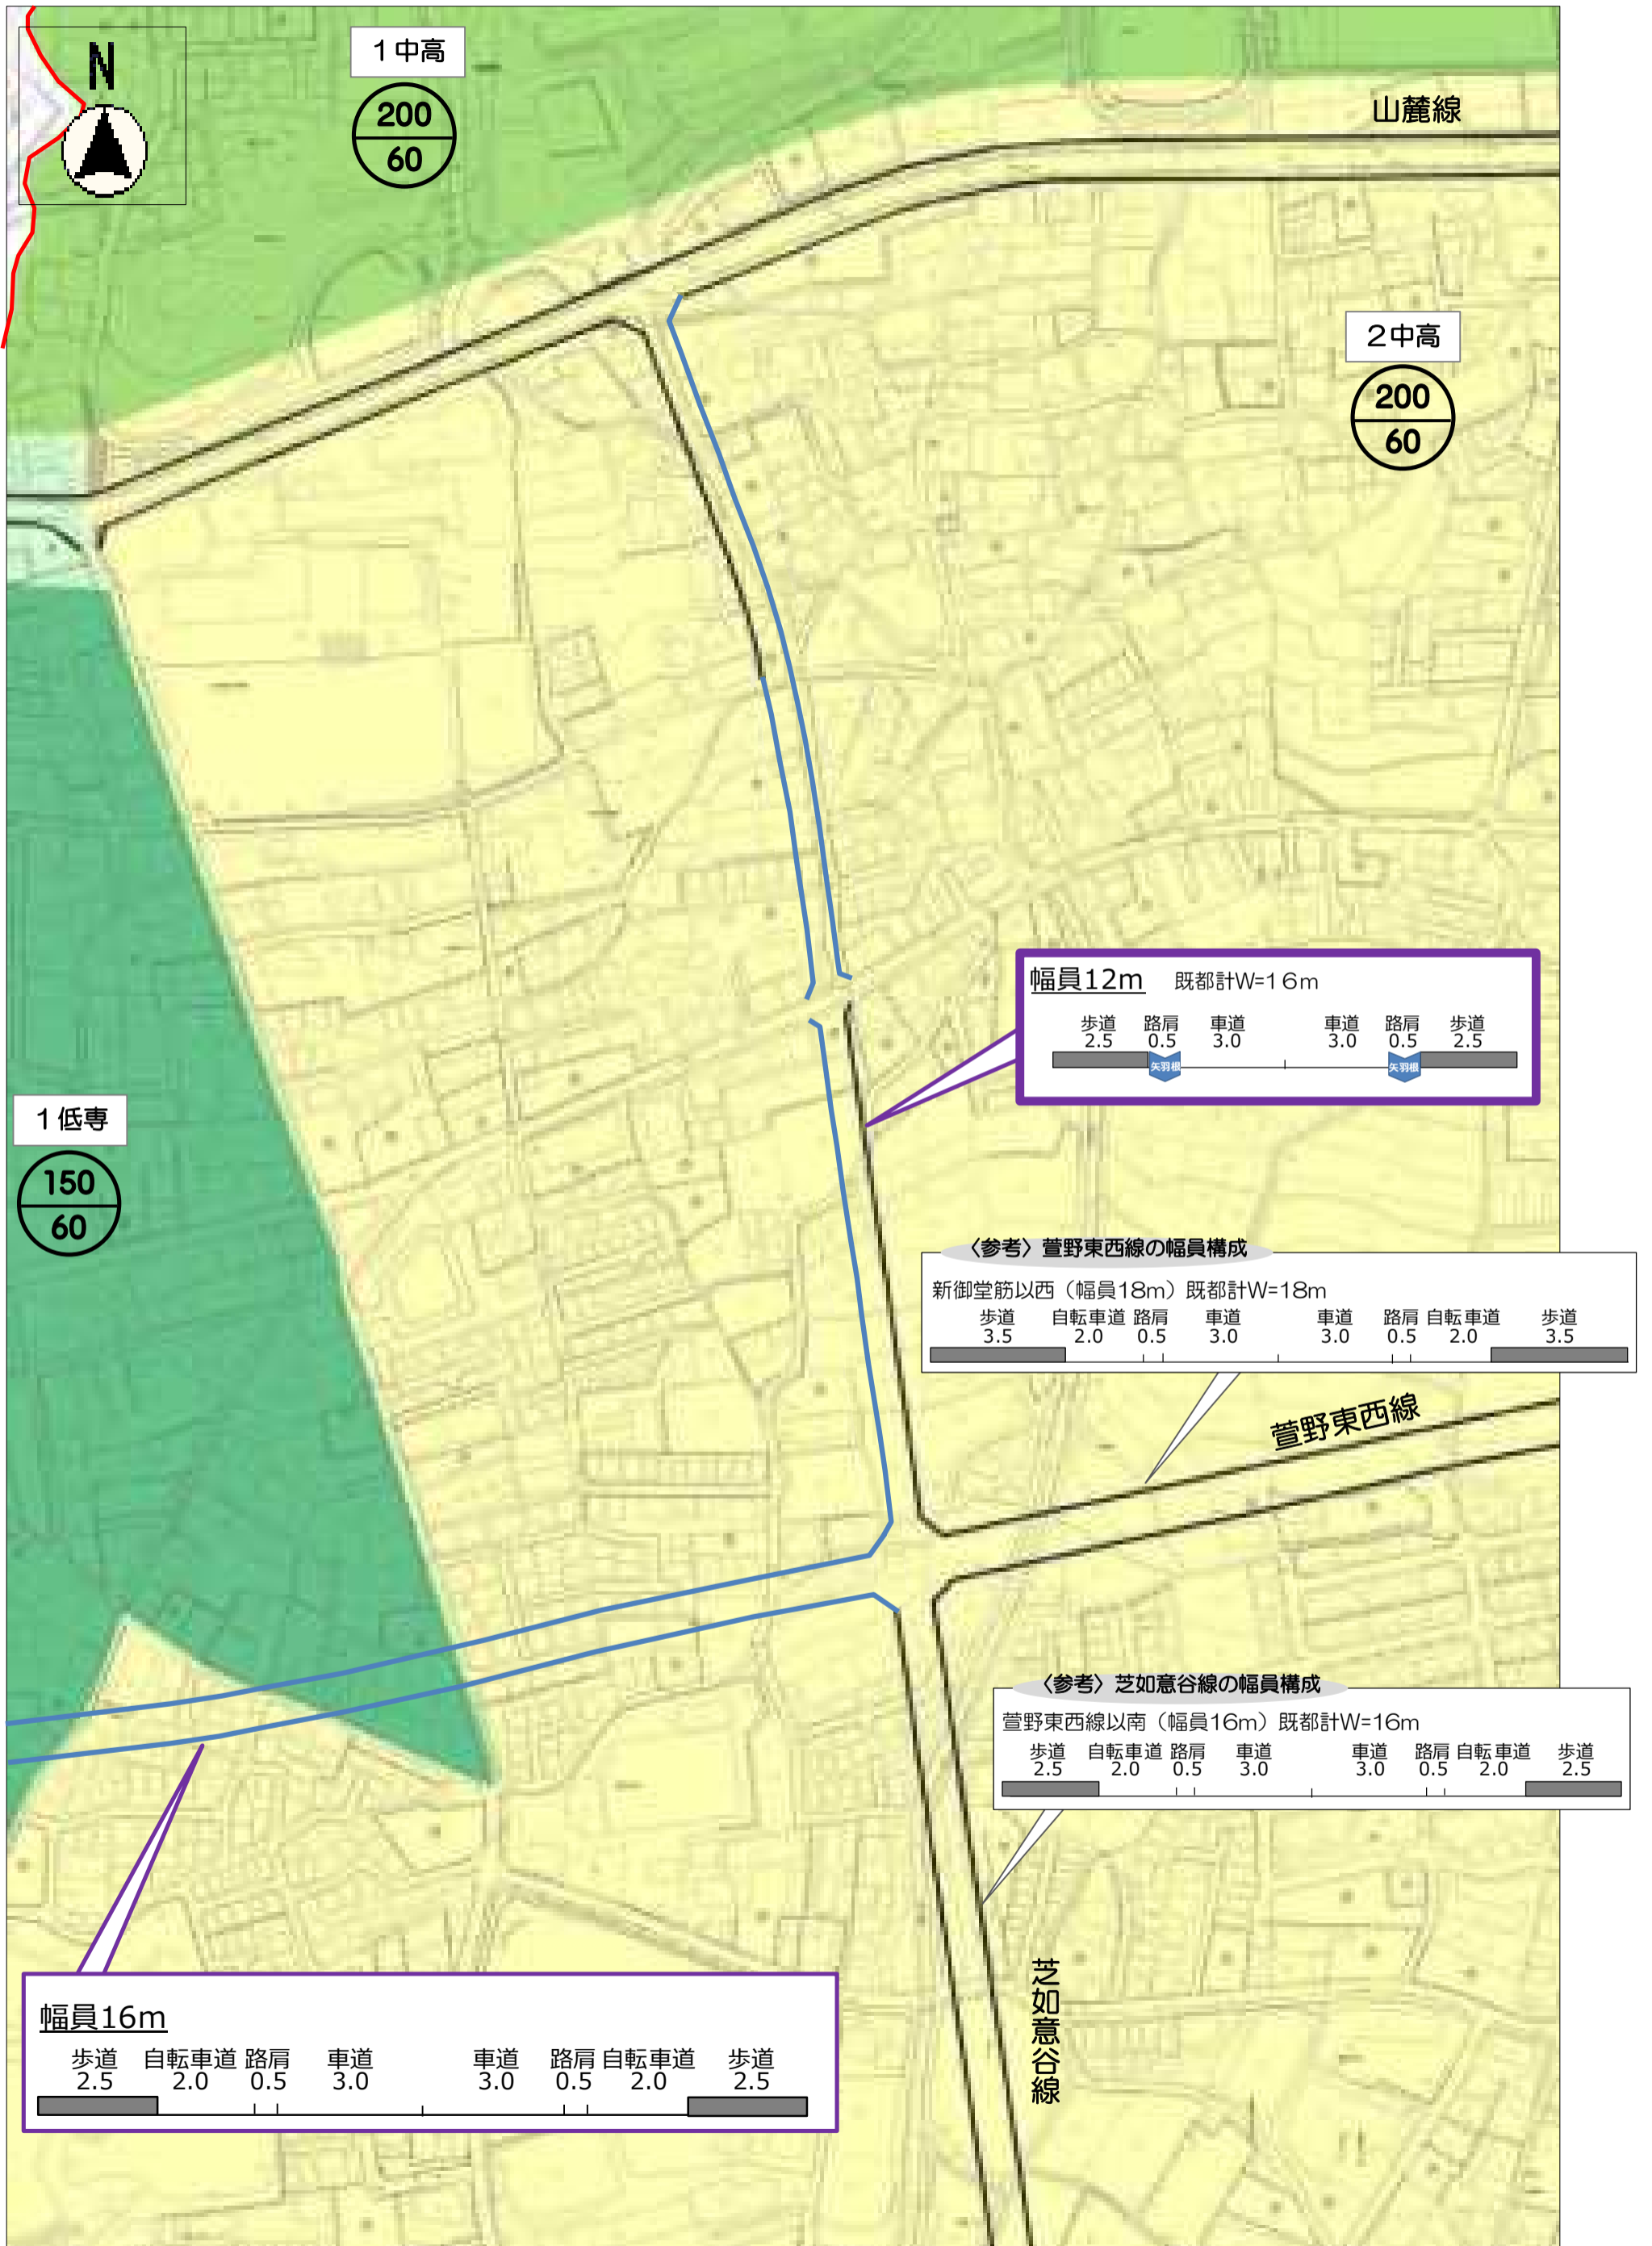 N
1中高
200
60
山麓線
2中高
200
60
幅員12m 既都計W=16m
歩道 路肩 車道 車道 路肩 歩道
2.5 0.5 3.0 3.0 0.5 2.5
矢羽根 矢羽根
1低専
150
60
〈参考〉萱野東西線の幅員構成
新御堂筋以西（幅員18m）既都計W=18m
歩道 自転車道 路肩 車道 車道 路肩 自転車道 歩道
3.5 2.0 0.5 3.0 3.0 0.5 2.0 3.5
萱野東西線
〈参考〉芝如意谷線の幅員構成
萱野東西線以南（幅員16m）既都計W=16m
歩道 自転車道 路肩 車道 車道 路肩 自転車道 歩道
2.5 2.0 0.5 3.0 3.0 0.5 2.0 2.5
芝如意谷線
幅員16m
歩道 自転車道 路肩 車道 車道 路肩 自転車道 歩道
2.5 2.0 0.5 3.0 3.0 0.5 2.0 2.5